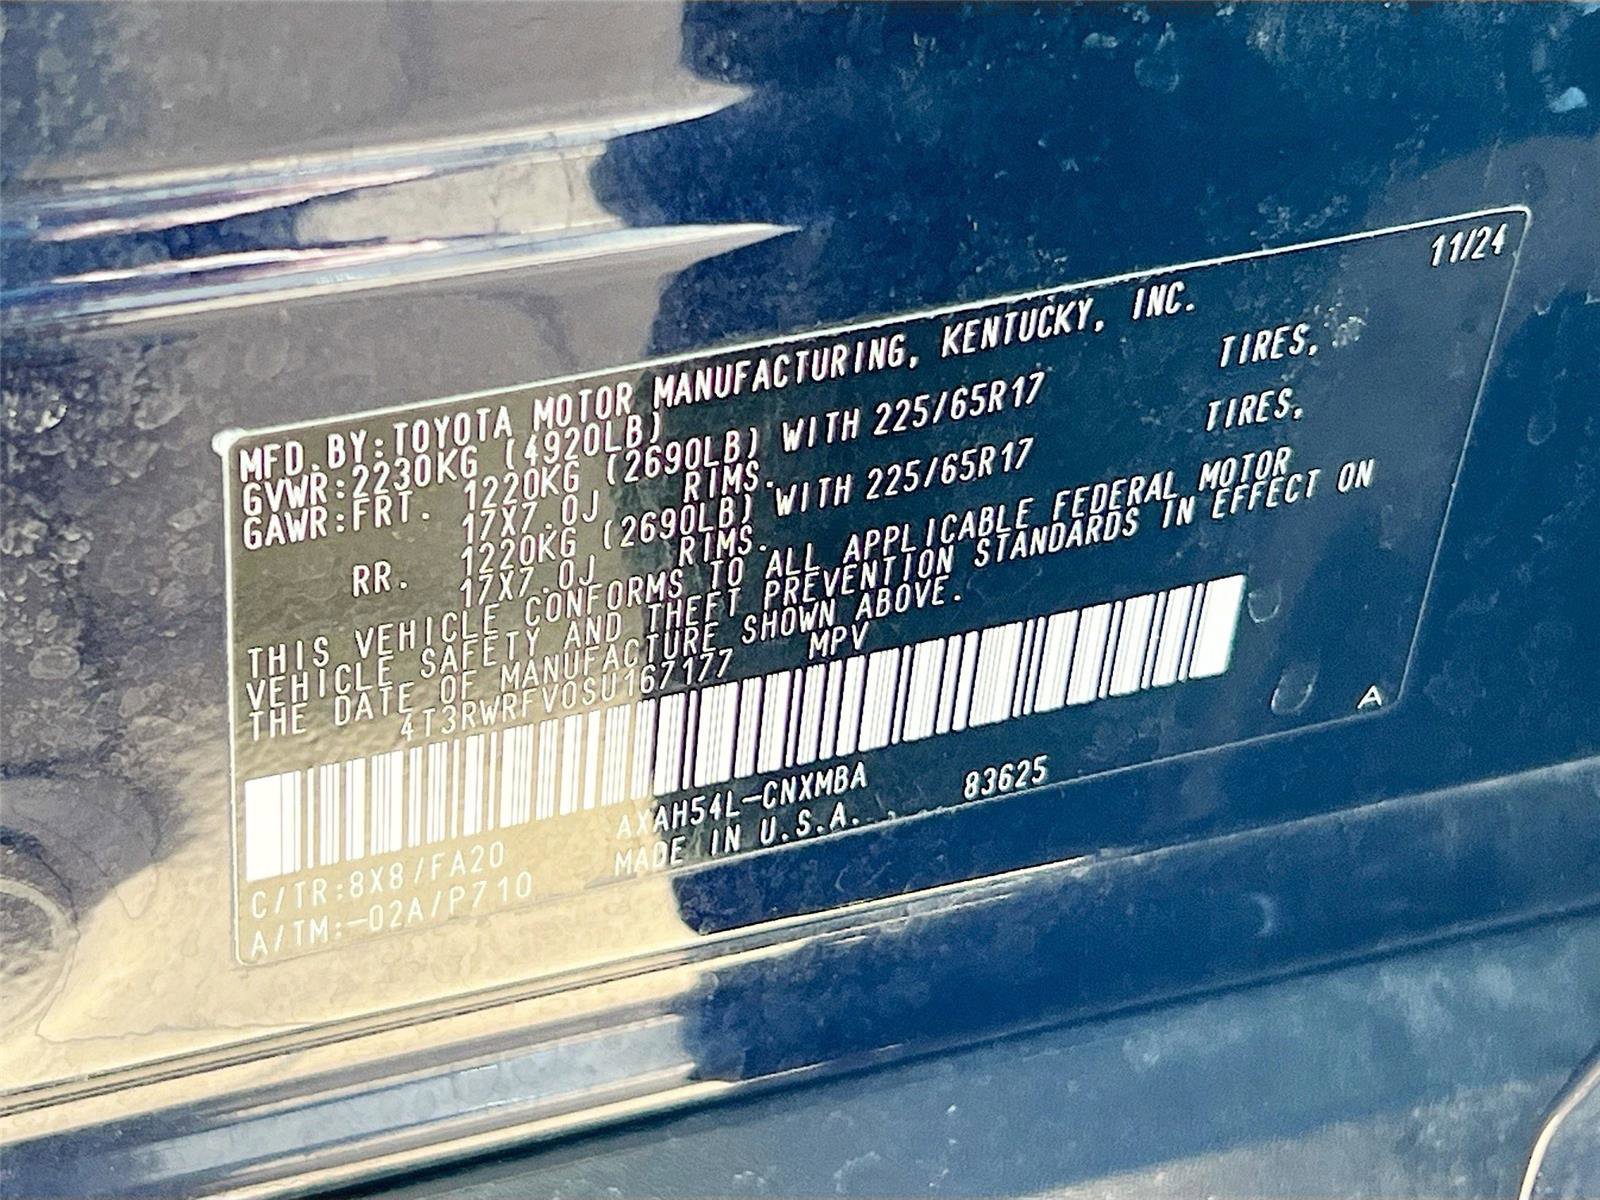 11/24
MFD.BY:TOYOTA MOTOR MANUFACTURING, KENTUCKY, INC.
GVWR:2230KG (4920LB)
GAWR:FRT. 1220KG (2690LB) WITH 225/65R17 TIRES,
17X7.0J RIMS.
RR. 1220KG (2690LB) WITH 225/65R17 TIRES,
17X7.0J RIMS.
THIS VEHICLE CONFORMS TO ALL APPLICABLE FEDERAL MOTOR
VEHICLE SAFETY AND THEFT PREVENTION STANDARDS IN EFFECT ON
THE DATE OF MANUFACTURE SHOWN ABOVE.
4T3RWRFV0SU167177 MPV
A
C/TR:8X8/FA20 AXAH54L-CNXMBA 83625
A/TM:-02A/P710 MADE IN U.S.A.